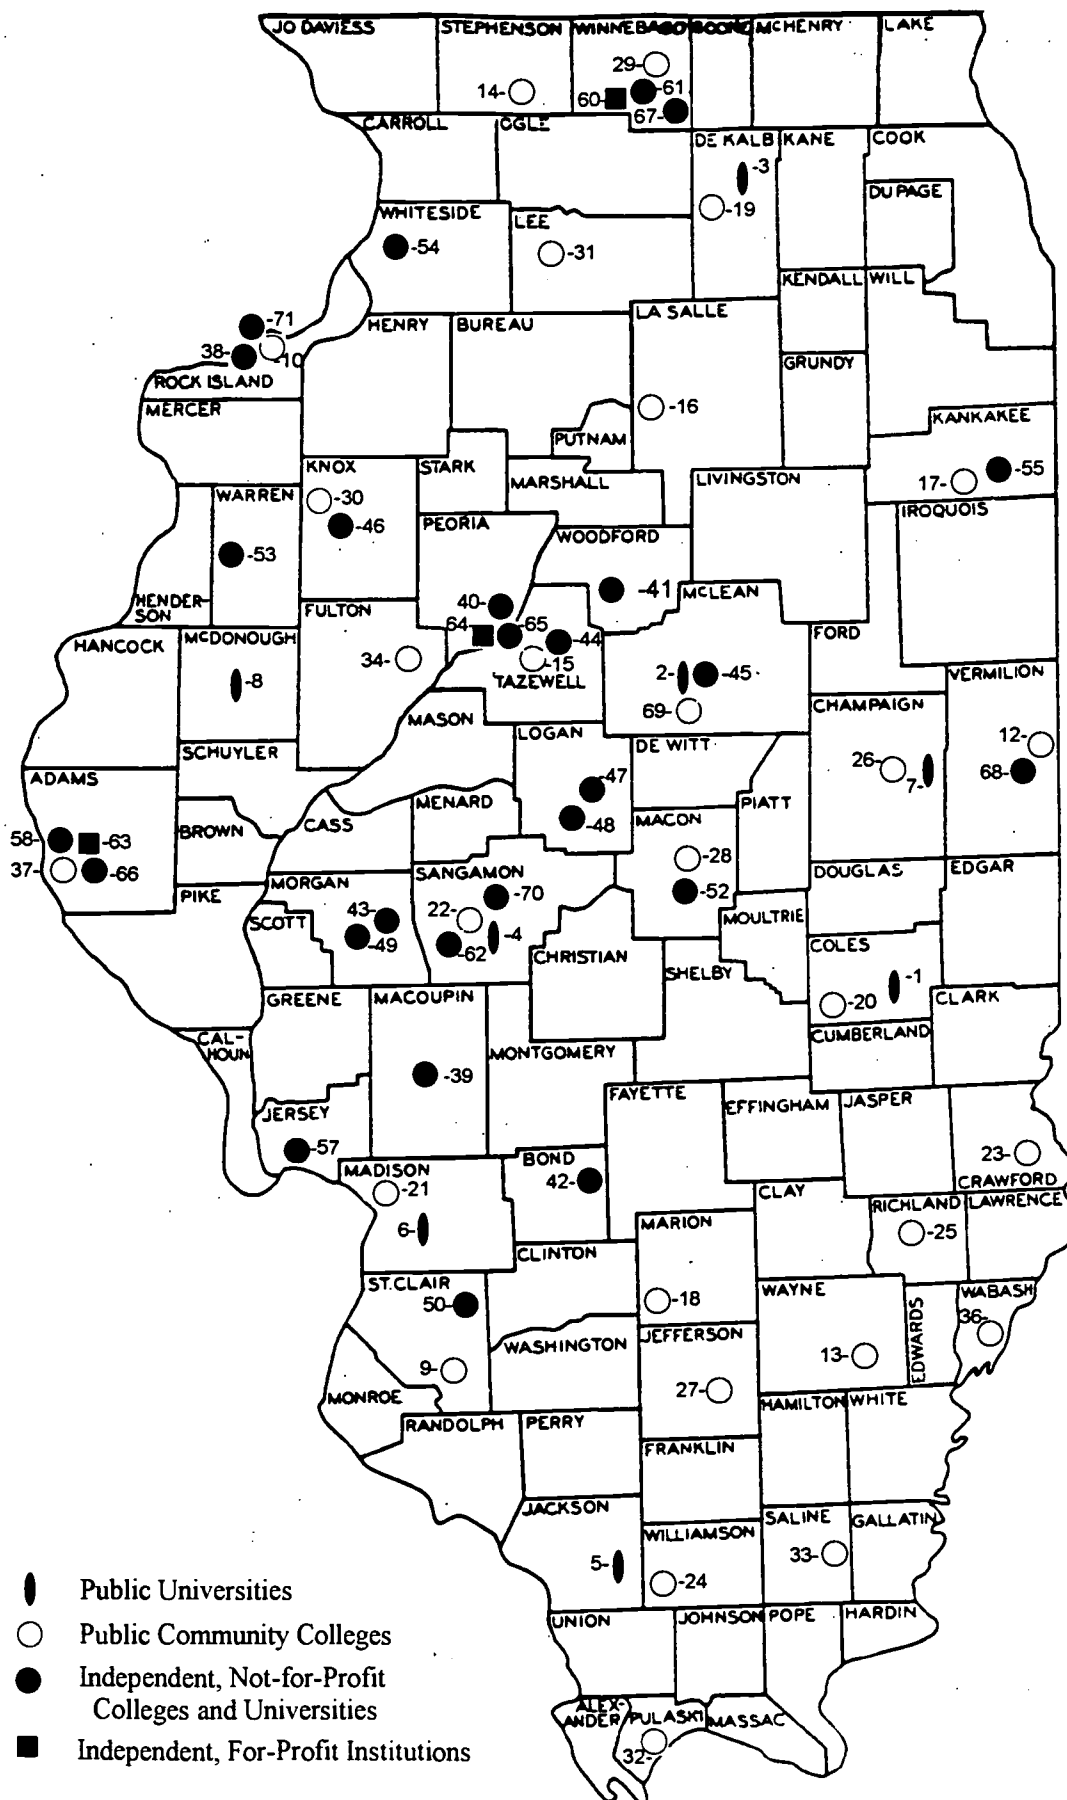 JO DAVIESS
STEPHENSON
WINNEBAGO
BOONE
MCHENRY
LAKE
29-
14-
60-
-61
67-
CARROLL
OGLE
DE KALB
KANE
COOK
-3
DU PAGE
-19
WHITESIDE
LEE
-54
-31
KENDALL
WILL
-71
HENRY
BUREAU
LA SALLE
38-
-10
ROCK ISLAND
GRUNDY
MERCER
-16
KANKAKEE
PUTNAM
KNOX
STARK
-55
17-
MARSHALL
LIVINGSTON
WARREN
-30
IROQUOIS
-46
PEORIA
WOODFORD
-53
-41
MCLEAN
HENDER-
SON
FULTON
40-
64
-65
-44
FORD
HANCOCK
MCDONOUGH
34-
-15
-8
TAZEWELL
2-
-45
VERMILION
69-
CHAMPAIGN
MASON
LOGAN
DE WITT
12-
SCHUYLER
26-
7-
68-
ADAMS
-47
MENARD
PIATT
CASS
-48
MACON
BROWN
58-
-63
-28
37-
-66
DOUGLAS
EDGAR
PIKE
MORGAN
SANGAMON
-70
-52
43-
22-
MOULTRIE
SCOTT
-49
-62
-4
CHRISTIAN
COLES
SHELBY
-1
GREENE
MACOUPIN
-20
CLARK
CAL-
HOUN
CUMBERLAND
MONTGOMERY
-39
FAYETTE
EFFINGHAM
JASPER
JERSEY
-57
23-
BOND
MADISON
42-
CRAWFORD
-21
CLAY
RICHLAND
LAWRENCE
6-
MARION
-25
CLINTON
ST. CLAIR
WAYNE
WABASH
50-
-18
EDWARDS
36-
JEFFERSON
WASHINGTON
13-
9-
27-
MONROE
HAMILTON
WHITE
RANDOLPH
PERRY
FRANKLIN
JACKSON
SALINE
GALLATIN
WILLIAMSON
33-
5-
-24
Public Universities
UNION
JOHNSON
POPE
HARDIN
Public Community Colleges
Independent, Not-for-Profit
Colleges and Universities
ALEX-
ANDER
PULASKI
MASSAC
32-
Independent, For-Profit Institutions